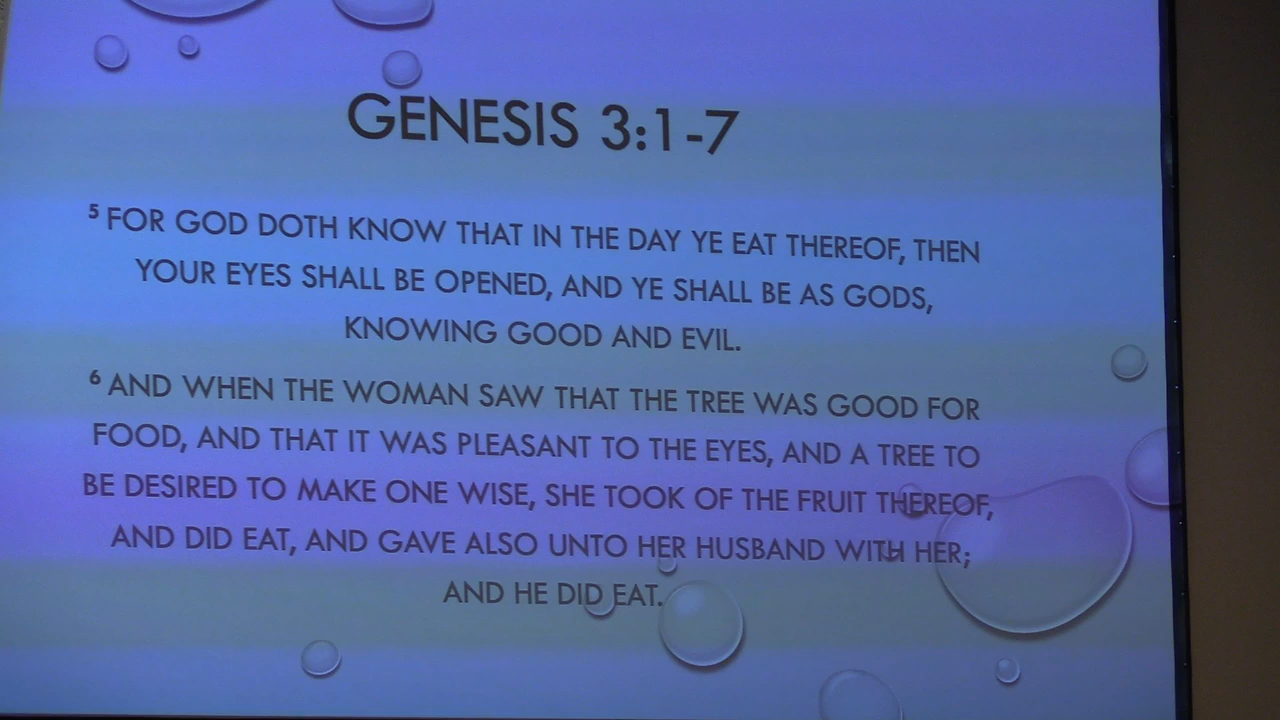 GENESIS 3:1-7
5 FOR GOD DOTH KNOW THAT IN THE DAY YE EAT THEREOF, THEN
YOUR EYES SHALL BE OPENED, AND YE SHALL BE AS GODS,
KNOWING GOOD AND EVIL.
6 AND WHEN THE WOMAN SAW THAT THE TREE WAS GOOD FOR
FOOD, AND THAT IT WAS PLEASANT TO THE EYES, AND A TREE TO
BE DESIRED TO MAKE ONE WISE, SHE TOOK OF THE FRUIT THEREOF,
AND DID EAT, AND GAVE ALSO UNTO HER HUSBAND WITH HER;
AND HE DID EAT.